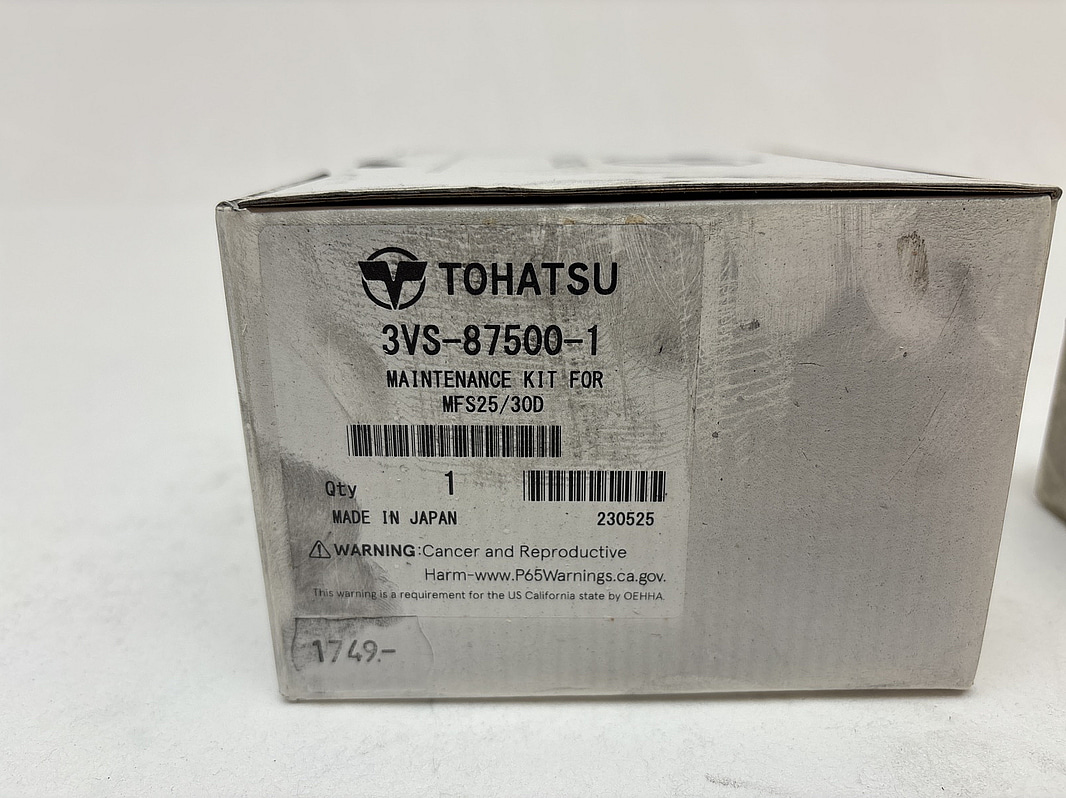 TOHATSU
3VS-87500-1
MAINTENANCE KIT FOR
MFS25/30D
Qty 1
MADE IN JAPAN 230525
⚠ WARNING:Cancer and Reproductive
Harm-www.P65Warnings.ca.gov.
This warning is a requirement for the US California state by OEHHA.
1749.-